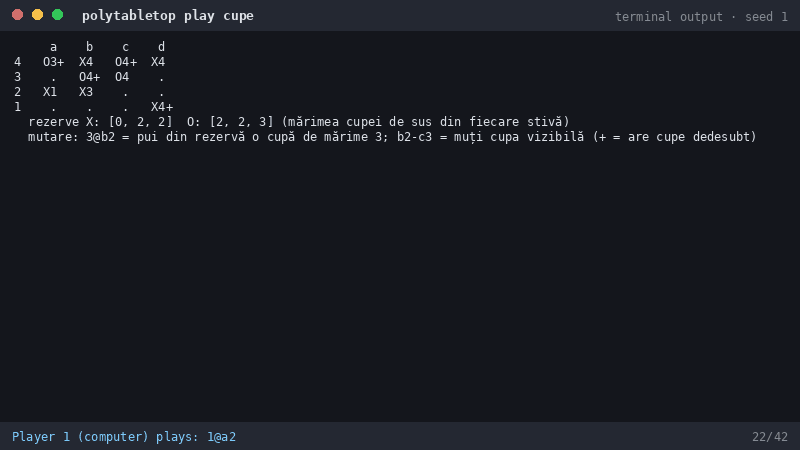 polytabletop play cupe
terminal output · seed 1
a b c d
4 O3+ X4 O4+ X4
3 . O4+ O4 .
2 X1 X3 . .
1 . . . X4+
rezerve X: [0, 2, 2] O: [2, 2, 3] (mărimea cupei de sus din fiecare stivă)
mutare: 3@b2 = pui din rezervă o cupă de mărime 3; b2-c3 = muți cupa vizibilă (+ = are cupe dedesubt)
Player 1 (computer) plays: 1@a2
22/42